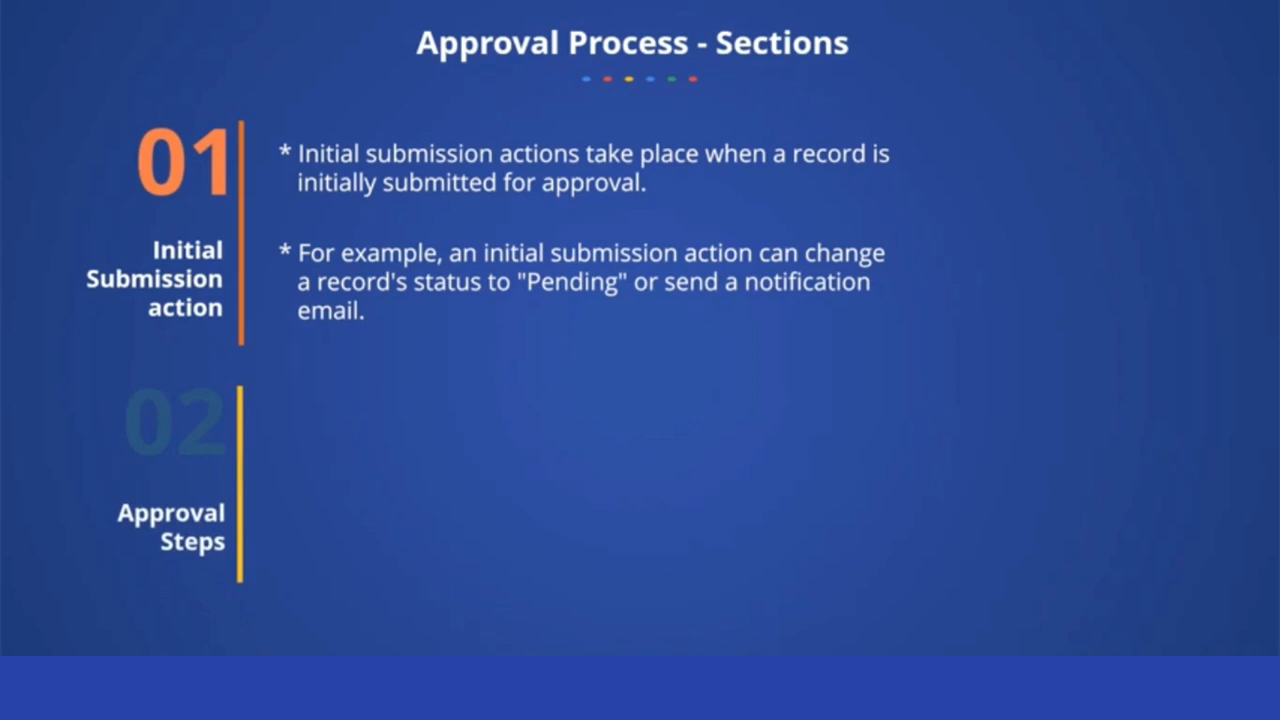 Approval Process - Sections
01
* Initial submission actions take place when a record is
initially submitted for approval.
Initial
Submission
action
* For example, an initial submission action can change
a record's status to "Pending" or send a notification
email.
02
Approval
Steps